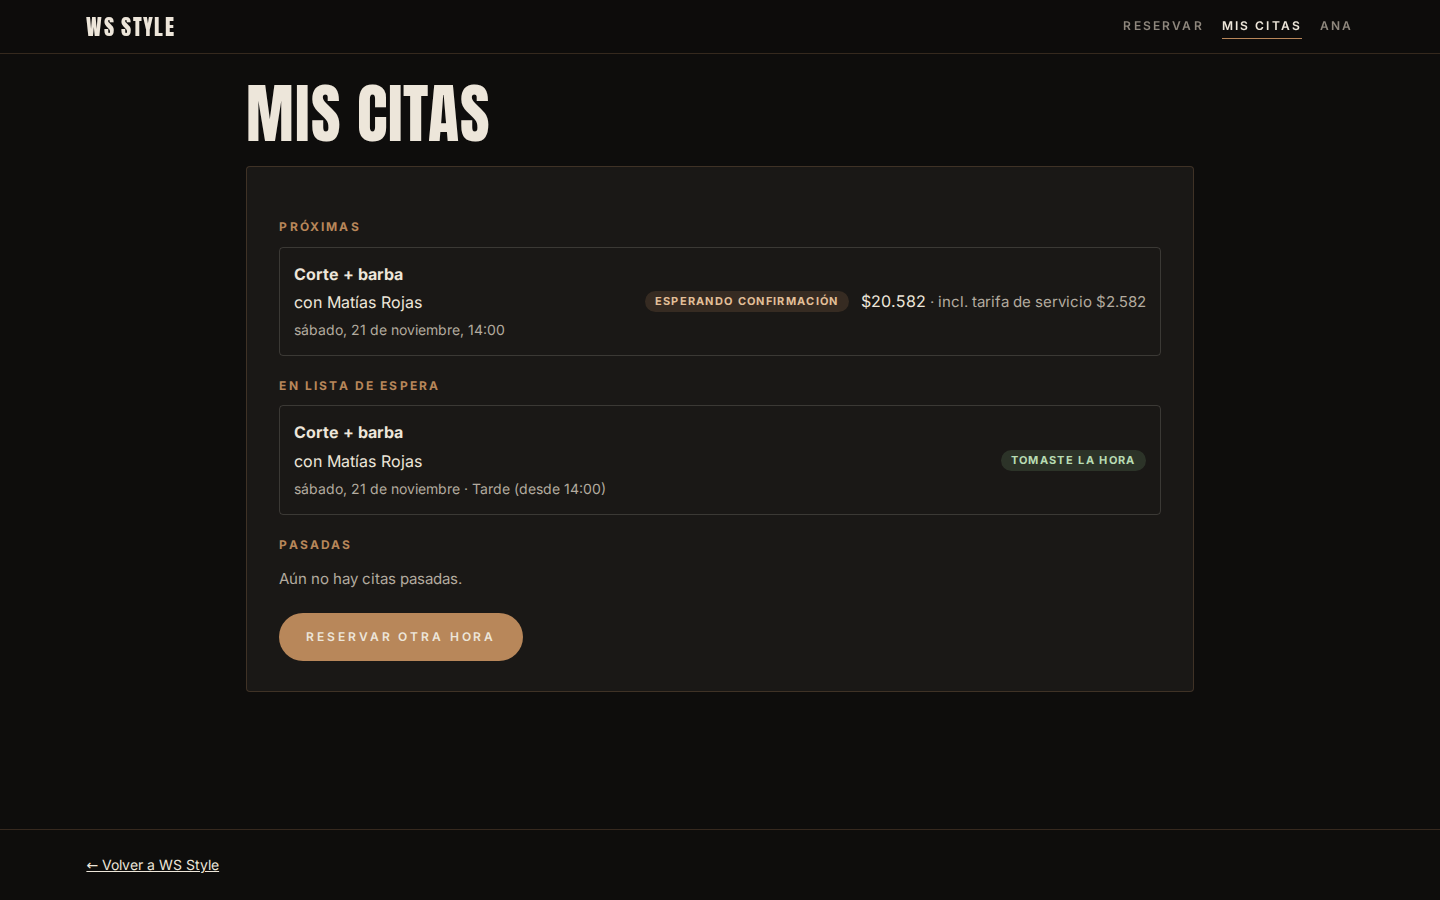 WS STYLE
RESERVAR
MIS CITAS
ANA
MIS CITAS
PRÓXIMAS
Corte + barba
con Matías Rojas
sábado, 21 de noviembre, 14:00
ESPERANDO CONFIRMACIÓN
$20.582 · incl. tarifa de servicio $2.582
EN LISTA DE ESPERA
Corte + barba
con Matías Rojas
sábado, 21 de noviembre · Tarde (desde 14:00)
TOMASTE LA HORA
PASADAS
Aún no hay citas pasadas.
RESERVAR OTRA HORA
← Volver a WS Style